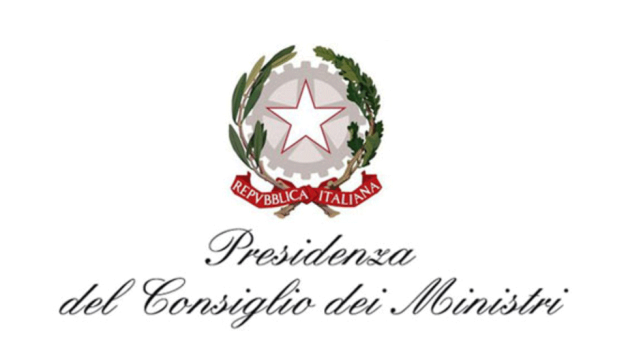 REPVBBLICA ITALIANA
Presidenza
del Consiglio dei Ministri